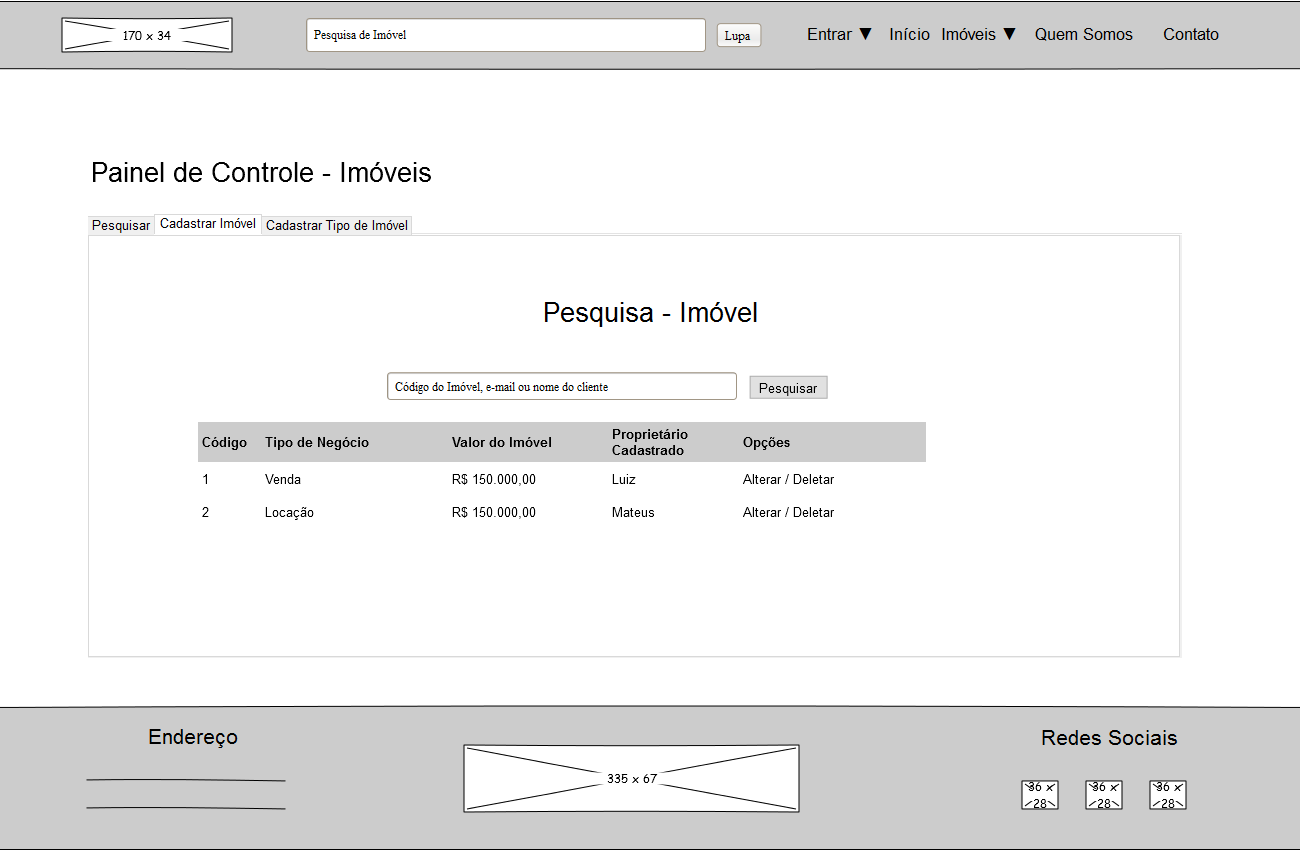 170 x 34
Pesquisa de Imóvel
Lupa
Entrar ▼ Início Imóveis ▼ Quem Somos Contato
Painel de Controle - Imóveis
Pesquisar Cadastrar Imóvel Cadastrar Tipo de Imóvel
Pesquisa - Imóvel
Código do Imóvel, e-mail ou nome do cliente
Pesquisar
Código Tipo de Negócio Valor do Imóvel Proprietário Cadastrado Opções
1 Venda R$ 150.000,00 Luiz Alterar / Deletar
2 Locação R$ 150.000,00 Mateus Alterar / Deletar
Endereço
335 x 67
Redes Sociais
36 x 28
36 x 28
36 x 28